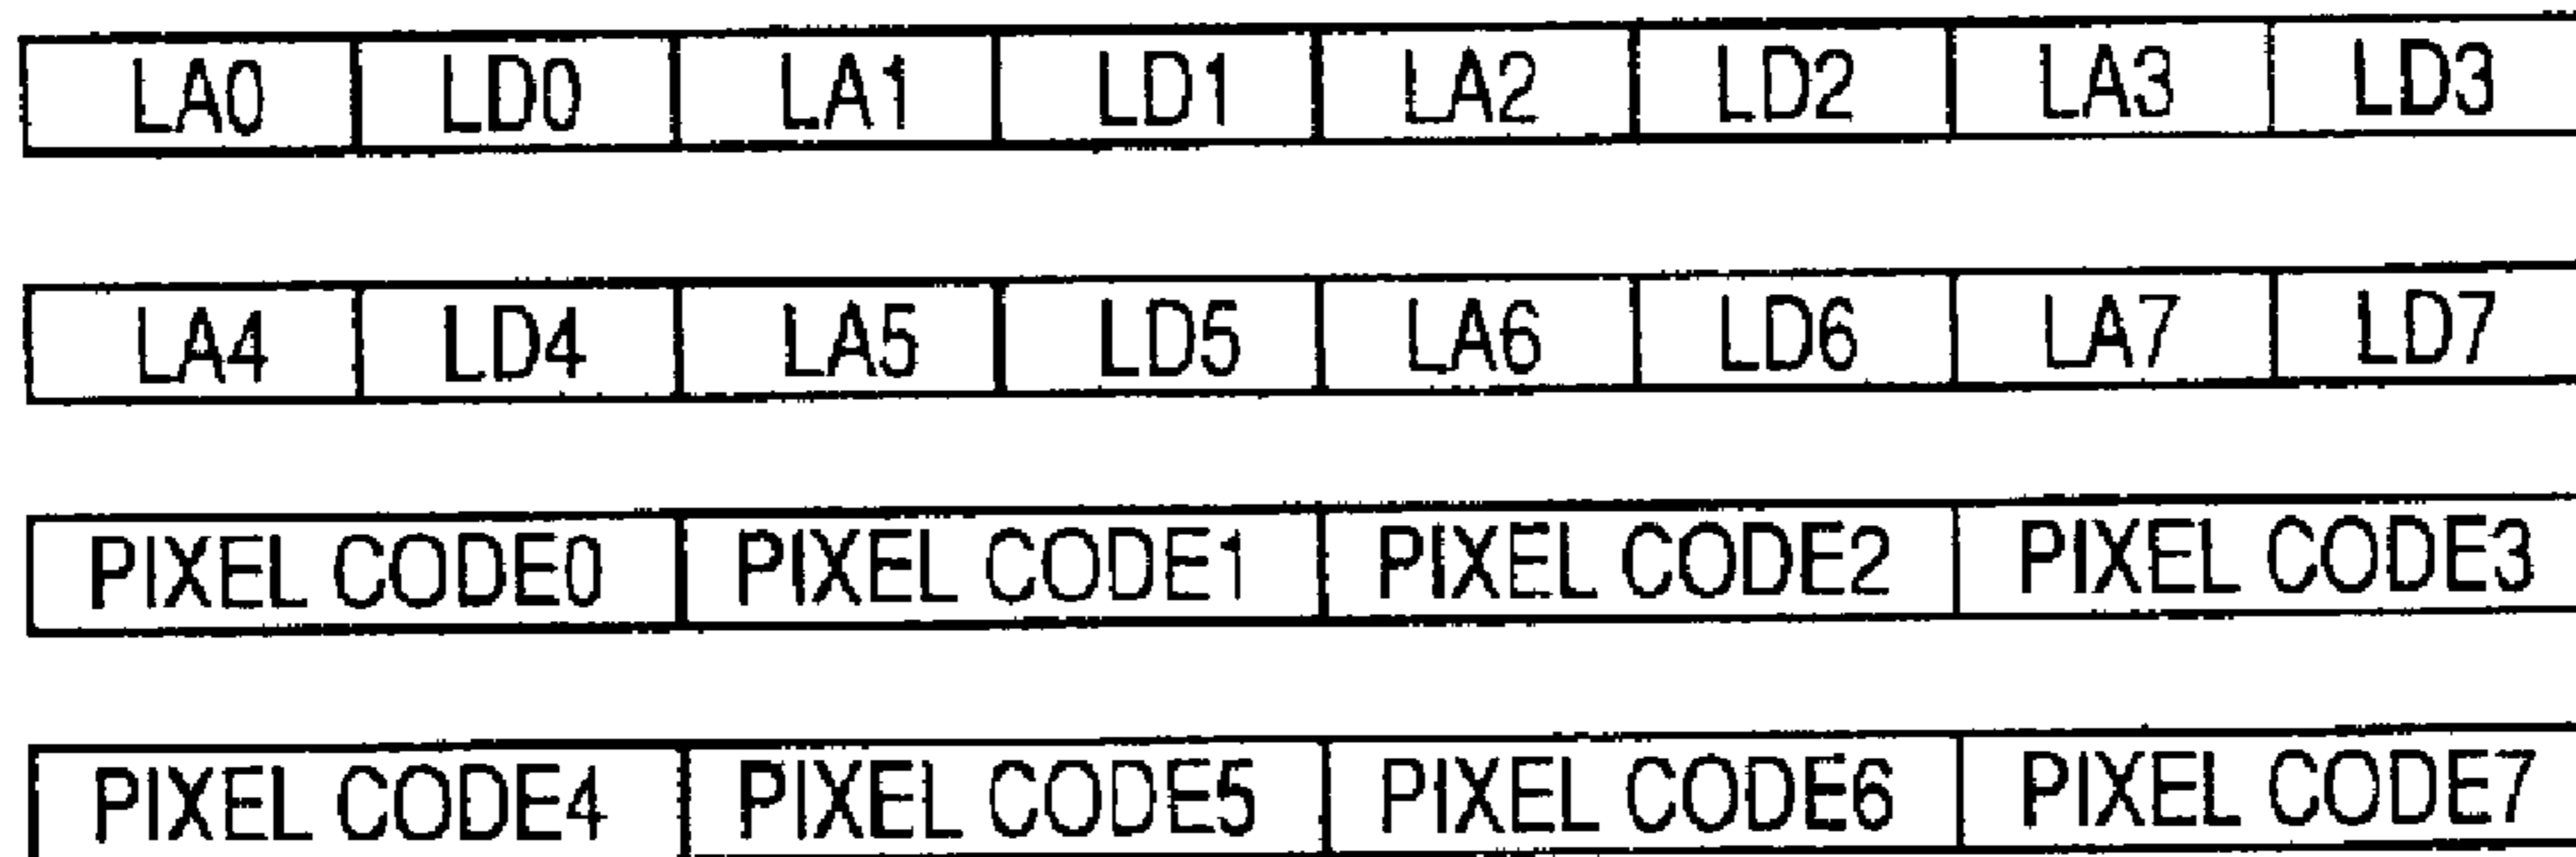 LA0 LD0 LA1 LD1 LA2 LD2 LA3 LD3
LA4 LD4 LA5 LD5 LA6 LD6 LA7 LD7
PIXEL CODE0 PIXEL CODE1 PIXEL CODE2 PIXEL CODE3
PIXEL CODE4 PIXEL CODE5 PIXEL CODE6 PIXEL CODE7